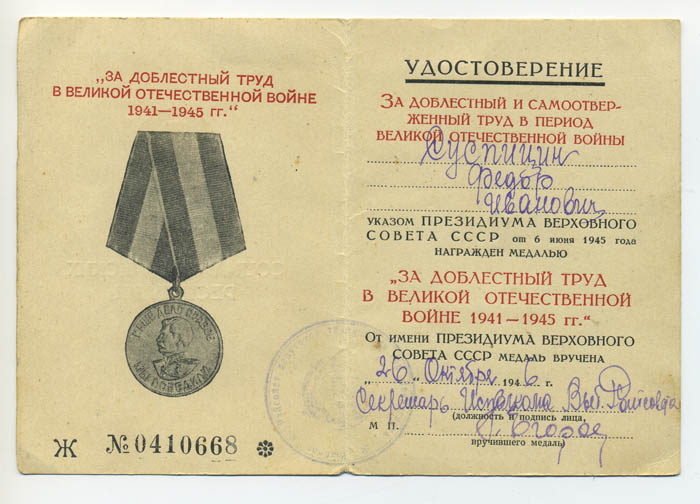 „ЗА ДОБЛЕСТНЫЙ ТРУД
В ВЕЛИКОЙ ОТЕЧЕСТВЕННОЙ ВОЙНЕ
1941—1945 гг.“
НАШЕ ДЕЛО ПРАВОЕ
МЫ ПОБЕДИЛИ
Ж №0410668
УДОСТОВЕРЕНИЕ
ЗА ДОБЛЕСТНЫЙ И САМООТВЕР-
ЖЕННЫЙ ТРУД В ПЕРИОД
ВЕЛИКОЙ ОТЕЧЕСТВЕННОЙ ВОЙНЫ
Суспицин
Федор
Иванович
указом ПРЕЗИДИУМА ВЕРХОВНОГО
СОВЕТА СССР от 6 июня 1945 года
НАГРАЖДЕН МЕДАЛЬЮ
„ЗА ДОБЛЕСТНЫЙ ТРУД
В ВЕЛИКОЙ ОТЕЧЕСТВЕННОЙ
ВОЙНЕ 1941—1945 гг.“
От имени ПРЕЗИДИУМА ВЕРХОВНОГО
СОВЕТА СССР МЕДАЛЬ ВРУЧЕНА
„26“ Октября 1946 г.
Секретарь Исполкома Райсовета
(должность и подпись лица,
М П.
вручившего медаль)